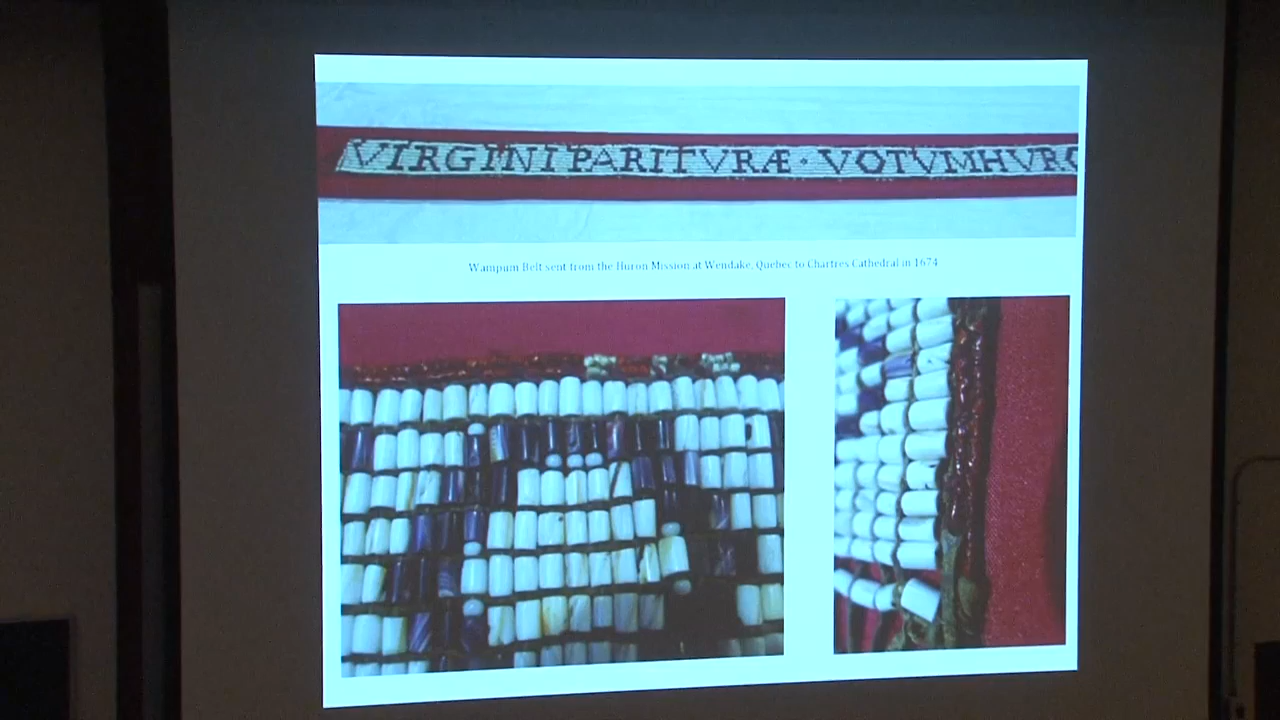 VIRGINI PARITVRÆ · VOTVM HVRO
Wampum Belt sent from the Huron Mission at Wendake, Quebec to Chartres Cathedral in 1674